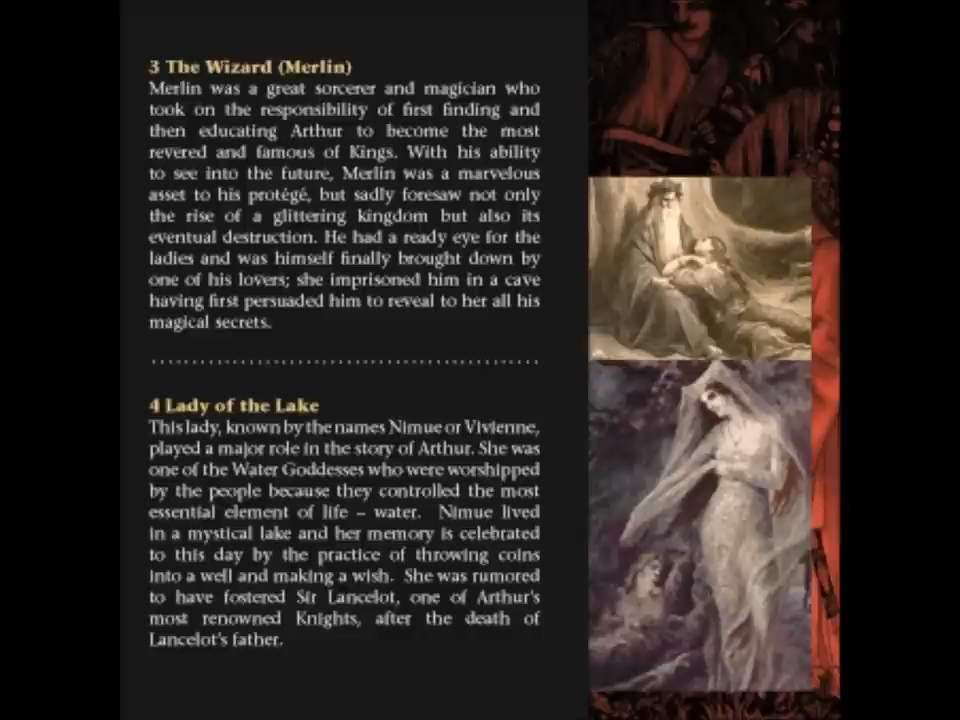 3 The Wizard (Merlin)
Merlin was a great sorcerer and magician who
took on the responsibility of first finding and
then educating Arthur to become the most
revered and famous of Kings. With his ability
to see into the future, Merlin was a marvelous
asset to his protégé, but sadly foresaw not only
the rise of a glittering kingdom but also its
eventual destruction. He had a ready eye for the
ladies and was himself finally brought down by
one of his lovers; she imprisoned him in a cave
having first persuaded him to reveal to her all his
magical secrets.
4 Lady of the Lake
This lady, known by the names Nimue or Vivienne,
played a major role in the story of Arthur. She was
one of the Water Goddesses who were worshipped
by the people because they controlled the most
essential element of life – water. Nimue lived
in a mystical lake and her memory is celebrated
to this day by the practice of throwing coins
into a well and making a wish. She was rumored
to have fostered Sir Lancelot, one of Arthur's
most renowned Knights, after the death of
Lancelot's father.